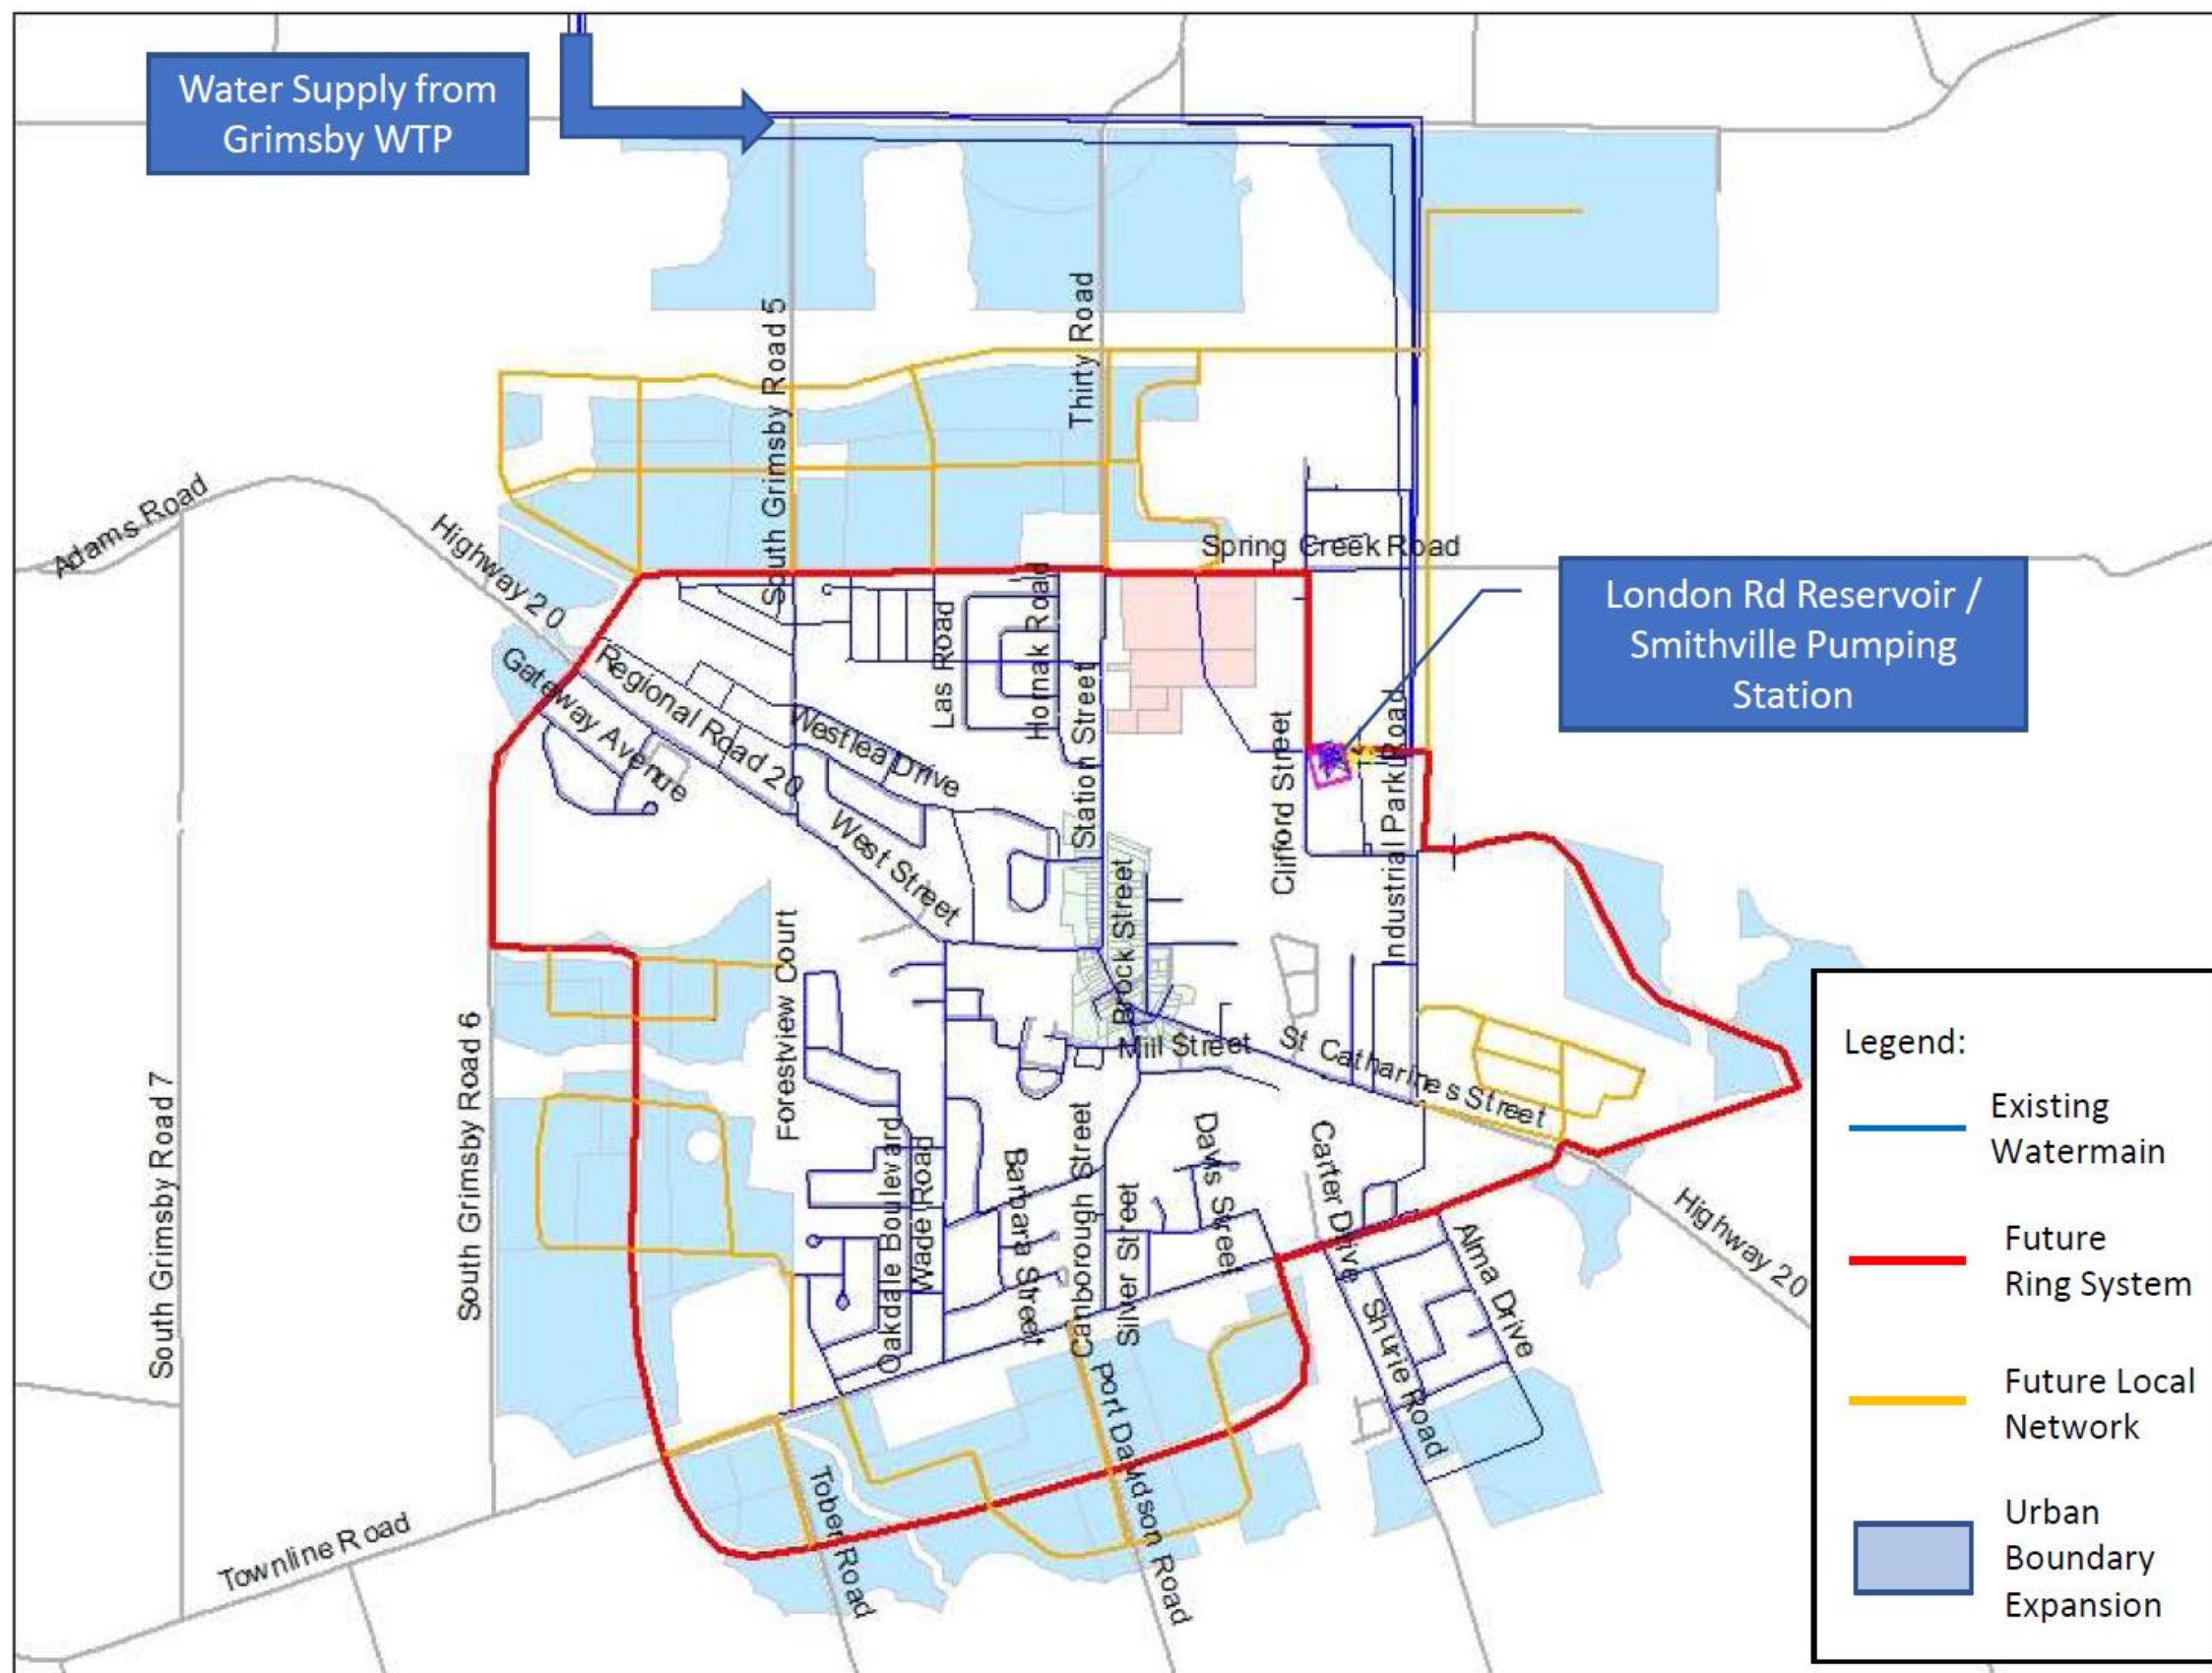 Water Supply from
Grimsby WTP
South Grimsby Road 5
Thirty Road
Adams Road
Highway 20
Spring Creek Road
London Rd Reservoir /
Smithville Pumping
Station
Gateway Avenue
Regional Road 20
Westlea Drive
Las Road
Hornak Road
Station Street
West Street
Clifford Street
Industrial Park Road
Brock Street
Forestview Court
Mill Street
St Catharines Street
South Grimsby Road 7
South Grimsby Road 6
Oakdale Boulevard
Wade Road
Barbara Street
Canborough Street
Silver Street
Davis Street
Carter Drive
Shurie Road
Alma Drive
Highway 20
Port Davidson Road
Tober Road
Townline Road
Legend:
Existing
Watermain
Future
Ring System
Future Local
Network
Urban
Boundary
Expansion